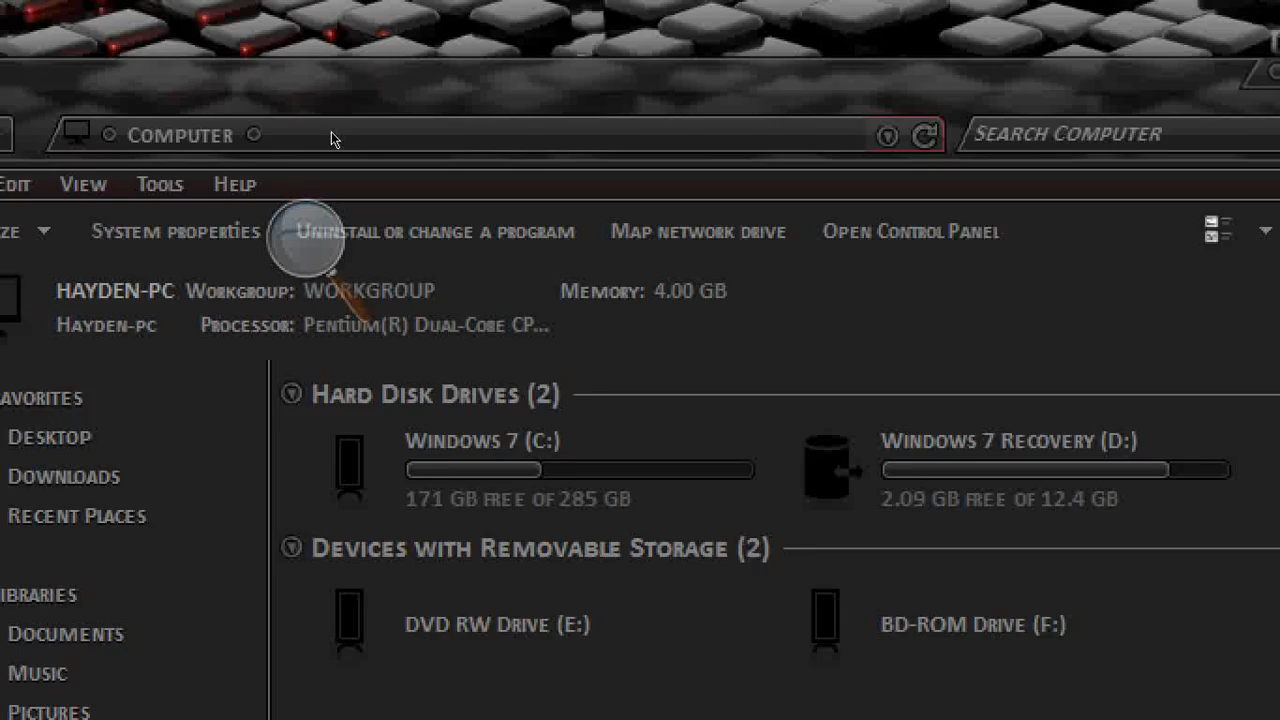 Computer
Search Computer
Edit View Tools Help
System properties Uninstall or change a program Map network drive Open Control Panel
HAYDEN-PC Workgroup: WORKGROUP Memory: 4.00 GB
Hayden-pc Processor: Pentium(R) Dual-Core CP...
avorites
Desktop
Downloads
Recent Places
ibraries
Documents
Music
Pictures
Hard Disk Drives (2)
Windows 7 (C:)
171 GB free of 285 GB
Windows 7 Recovery (D:)
2.09 GB free of 12.4 GB
Devices with Removable Storage (2)
DVD RW Drive (E:)
BD-ROM Drive (F:)